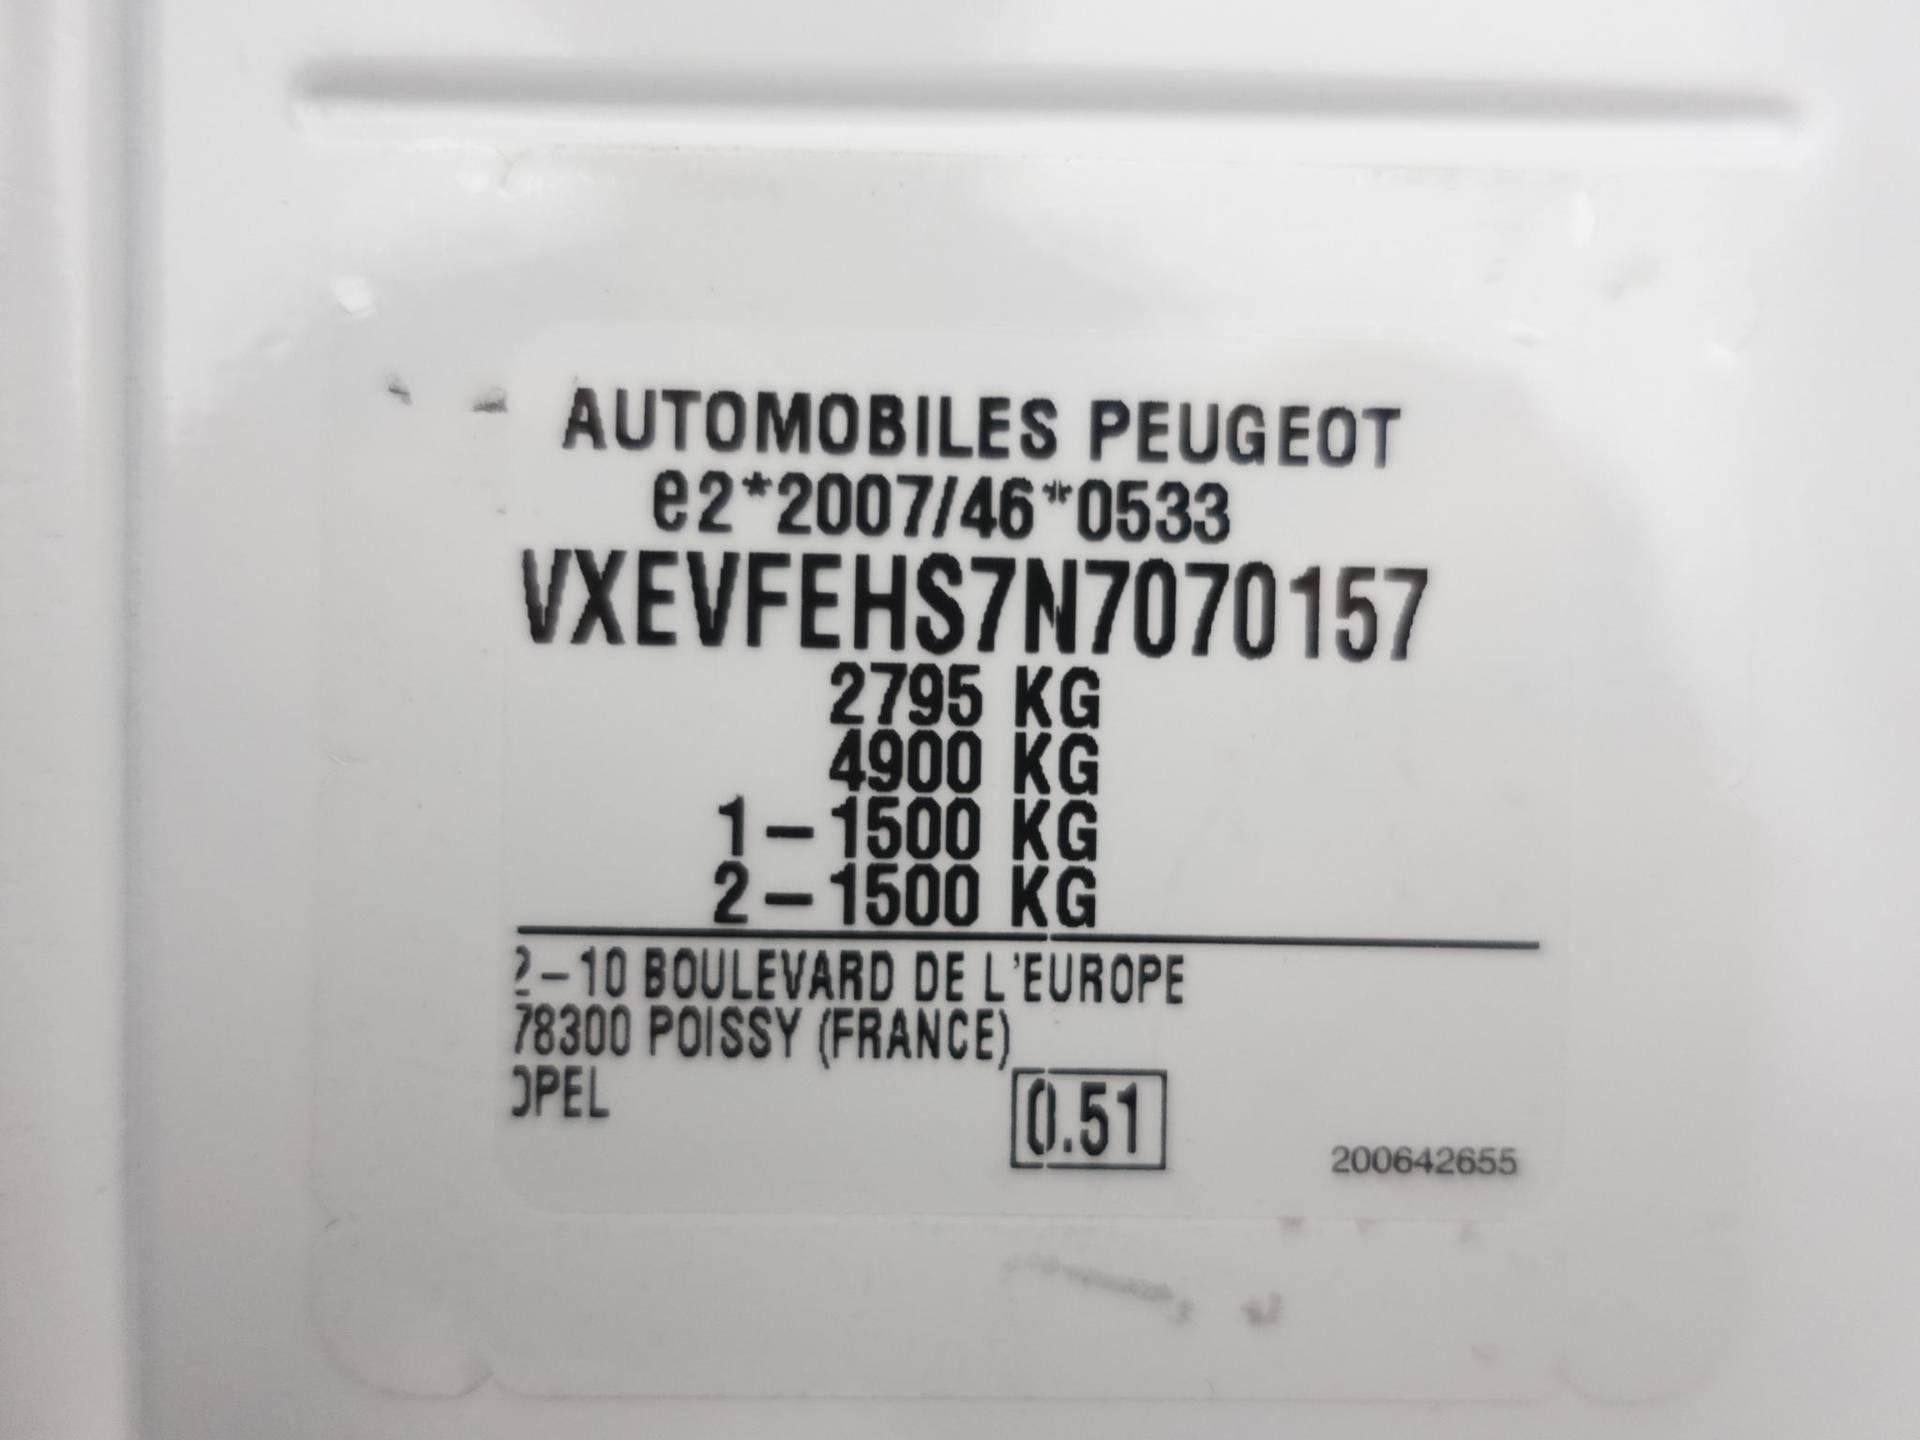 AUTOMOBILES PEUGEOT
e2*2007/46*0533
VXEVFEHS7N7070157
2795 KG
4900 KG
1-1500 KG
2-1500 KG
2-10 BOULEVARD DE L'EUROPE
78300 POISSY (FRANCE)
OPEL
0.51
200642655